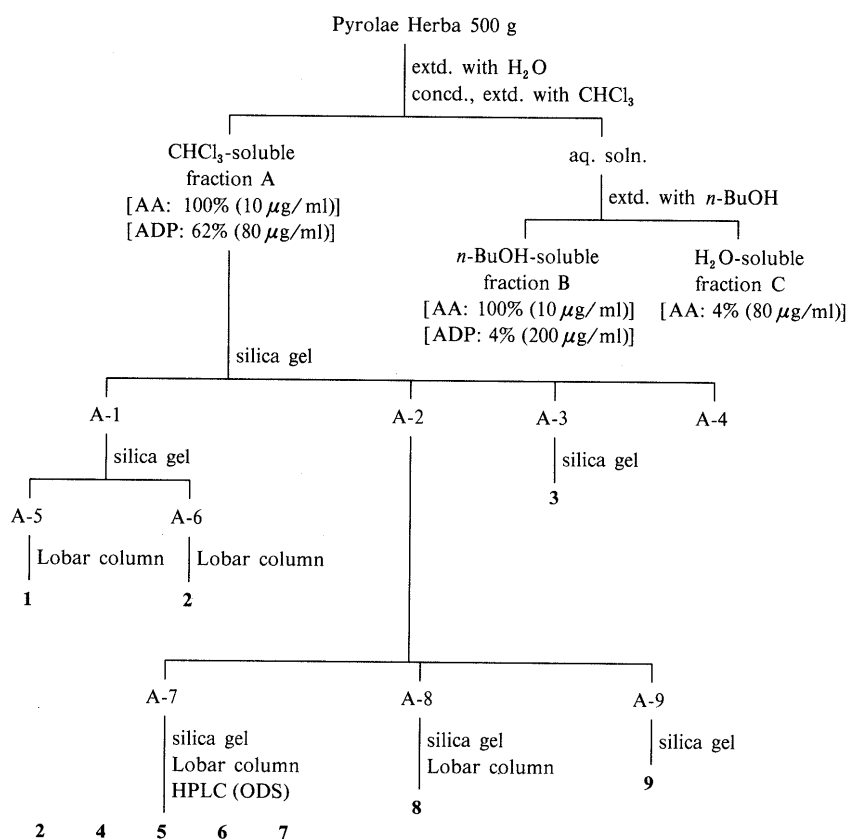 Pyrolae Herba 500 g
extd. with H₂O
concd., extd. with CHCl₃
CHCl₃-soluble
fraction A
[AA: 100% (10 μg/ml)]
[ADP: 62% (80 μg/ml)]
aq. soln.
extd. with n-BuOH
n-BuOH-soluble
fraction B
[AA: 100% (10 μg/ml)]
[ADP: 4% (200 μg/ml)]
H₂O-soluble
fraction C
[AA: 4% (80 μg/ml)]
silica gel
A-1
A-2
A-3
A-4
silica gel
silica gel
3
A-5
A-6
Lobar column
Lobar column
1
2
A-7
A-8
A-9
silica gel
Lobar column
HPLC (ODS)
silica gel
Lobar column
silica gel
8
9
2 4 5 6 7